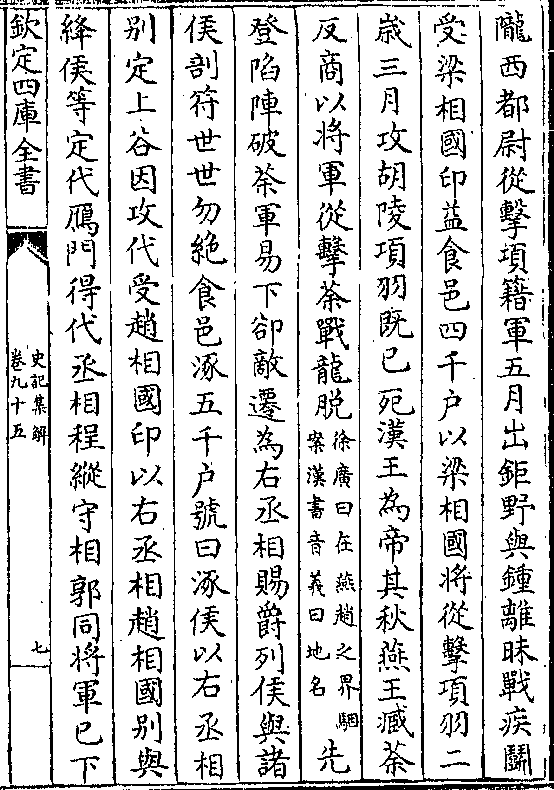 隴西都尉從擊項籍軍五月出鉅野與鍾離昧戰疾鬭
受梁相國印益食邑四千户以梁相國將從擊項羽二
嵗三月攻胡陵項羽既已死漢王為帝其秋燕王臧荼
反商以將軍從擊荼戰龍脱
徐廣曰在燕趙之界駰
案漢書音義曰地名
先
登陷陣破荼軍易下卻敵遷為右丞相賜爵列侯與諸
侯剖符世世勿絶食邑涿五千户號曰涿侯以右丞相
别定上谷因攻代受趙相國印以右丞相趙相國别與
絳侯等定代鴈門得代丞相程縱守相郭同將軍已下
欽定四庫全書
史記集解
卷九十五
七